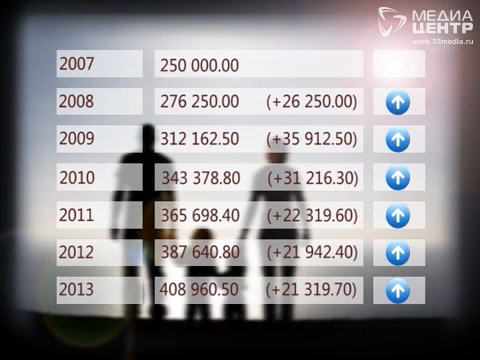 МЕДИА
ЦЕНТР
www.35media.ru
2007 250 000.00
2008 276 250.00 (+26 250.00)
2009 312 162.50 (+35 912.50)
2010 343 378.80 (+31 216.30)
2011 365 698.40 (+22 319.60)
2012 387 640.80 (+21 942.40)
2013 408 960.50 (+21 319.70)